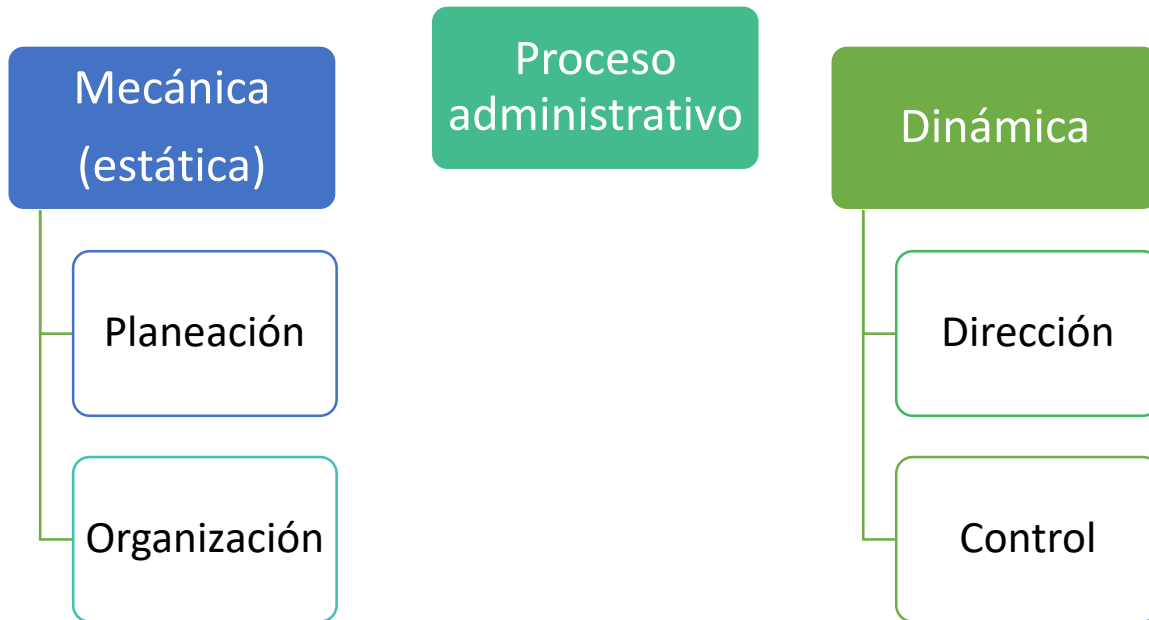 Mecánica
(estática)
Planeación
Organización
Proceso
administrativo
Dinámica
Dirección
Control